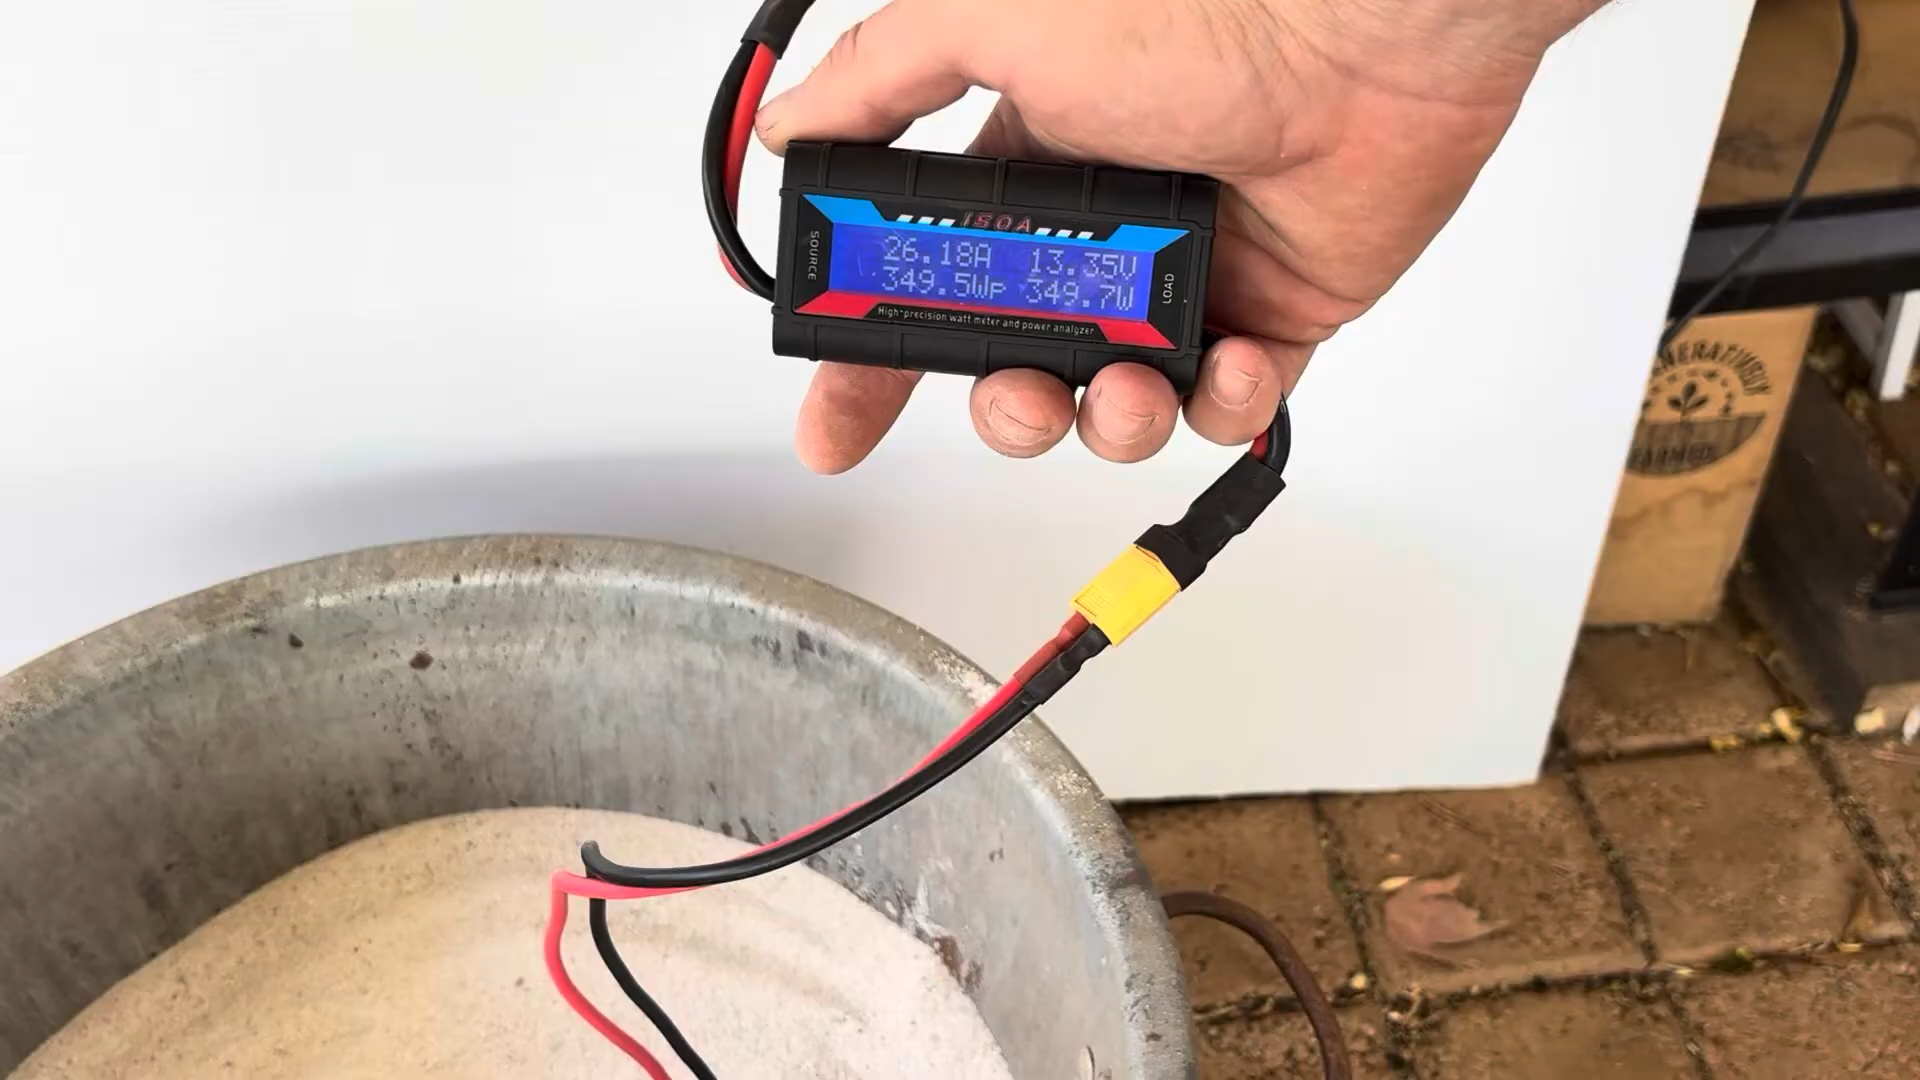 150A
SOURCE
26.18A 13.35V
349.5Wp 349.7W
LOAD
High-precision watt meter and power analyzer